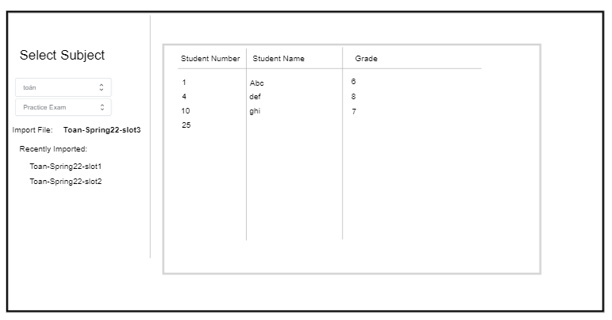 Select Subject
toán
Practice Exam
Import File: Toan-Spring22-slot3
Recently Imported:
Toan-Spring22-slot1
Toan-Spring22-slot2
Student Number Student Name Grade
1 Abc 6
4 def 8
10 ghi 7
25